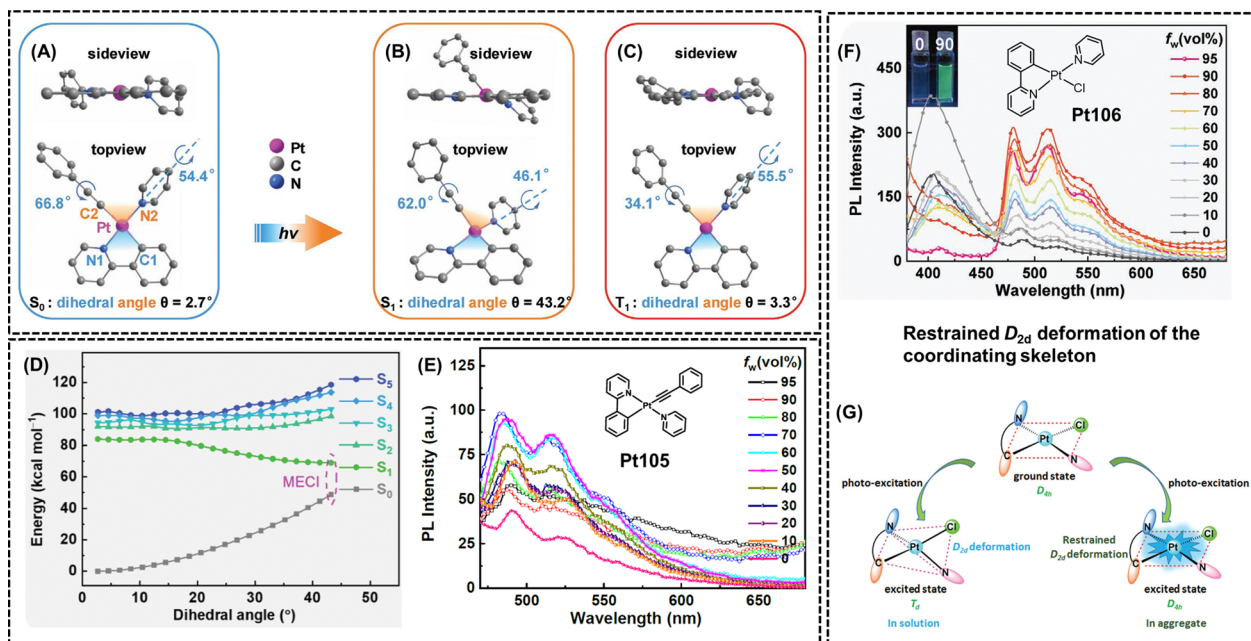 (A)
sideview
topview
66.8°
54.4°
C2
N2
Pt
N1
C1
S₀ : dihedral angle θ = 2.7°
Pt
C
N
hv
(B)
sideview
topview
62.0°
46.1°
S₁ : dihedral angle θ = 43.2°
(C)
sideview
topview
34.1°
55.5°
T₁ : dihedral angle θ = 3.3°
(D)
Energy (kcal mol⁻¹)
120
100
80
60
40
20
0
S₅
S₄
S₃
S₂
S₁
MECI
S₀
0 10 20 30 40 50
Dihedral angle (°)
(E)
PL Intensity (a.u.)
125
100
75
50
25
0
N
Pt
N
Pt105
fw(vol%)
95
90
80
70
60
50
40
30
20
10
0
500 550 600 650
Wavelength (nm)
(F)
PL Intensity (a.u.)
450
300
150
0
0 90
N
Pt
N
Cl
Pt106
fw(vol%)
95
90
80
70
60
50
40
30
20
10
0
400 450 500 550 600 650
Wavelength (nm)
Restrained D2d deformation of the
coordinating skeleton
(G)
N
Cl
Pt
C
N
ground state
D4h
photo-excitation
photo-excitation
N
Cl
Pt
C
N
D2d deformation
excited state
Td
In solution
Restrained
D2d deformation
N
Cl
Pt
C
N
excited state
D4h
In aggregate